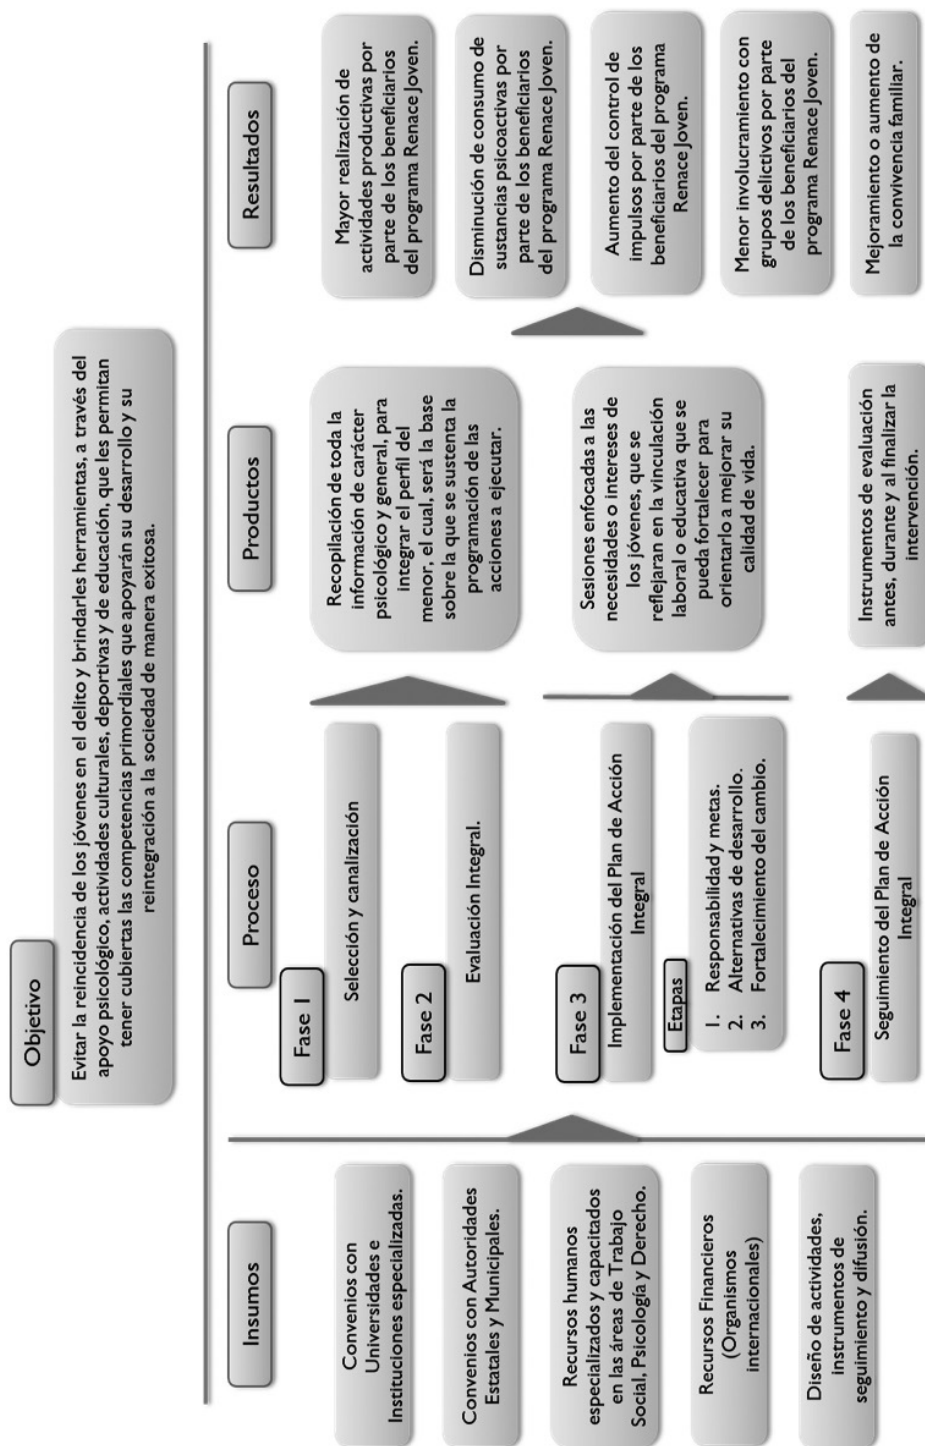 Objetivo
Evitar la reincidencia de los jóvenes en el delito y brindarles herramientas, a través del
apoyo psicológico, actividades culturales, deportivas y de educación, que les permitan
tener cubiertas las competencias primordiales que apoyarán su desarrollo y su
reintegración a la sociedad de manera exitosa.
Insumos
Convenios con
Universidades e
Instituciones especializadas.
Convenios con Autoridades
Estatales y Municipales.
Recursos humanos
especializados y capacitados
en las áreas de Trabajo
Social, Psicología y Derecho.
Recursos Financieros
(Organismos
internacionales)
Diseño de actividades,
instrumentos de
seguimiento y difusión.
Proceso
Fase 1
Selección y canalización
Fase 2
Evaluación Integral.
Fase 3
Implementación del Plan de Acción
Integral
Etapas
1. Responsabilidad y metas.
2. Alternativas de desarrollo.
3. Fortalecimiento del cambio.
Fase 4
Seguimiento del Plan de Acción
Integral
Productos
Recopilación de toda la
información de carácter
psicológico y general, para
integrar el perfil del
menor, el cual, será la base
sobre la que se sustenta la
programación de las
acciones a ejecutar.
Sesiones enfocadas a las
necesidades o intereses de
los jóvenes, que se
reflejaran en la vinculación
laboral o educativa que se
pueda fortalecer para
orientarlo a mejorar su
calidad de vida.
Instrumentos de evaluación
antes, durante y al finalizar la
intervención.
Resultados
Mayor realización de
actividades productivas por
parte de los beneficiarios
del programa Renace Joven.
Disminución de consumo de
sustancias psicoactivas por
parte de los beneficiarios
del programa Renace Joven.
Aumento del control de
impulsos por parte de los
beneficiarios del programa
Renace Joven.
Menor involucramiento con
grupos delictivos por parte
de los beneficiarios del
programa Renace Joven.
Mejoramiento o aumento de
la convivencia familiar.